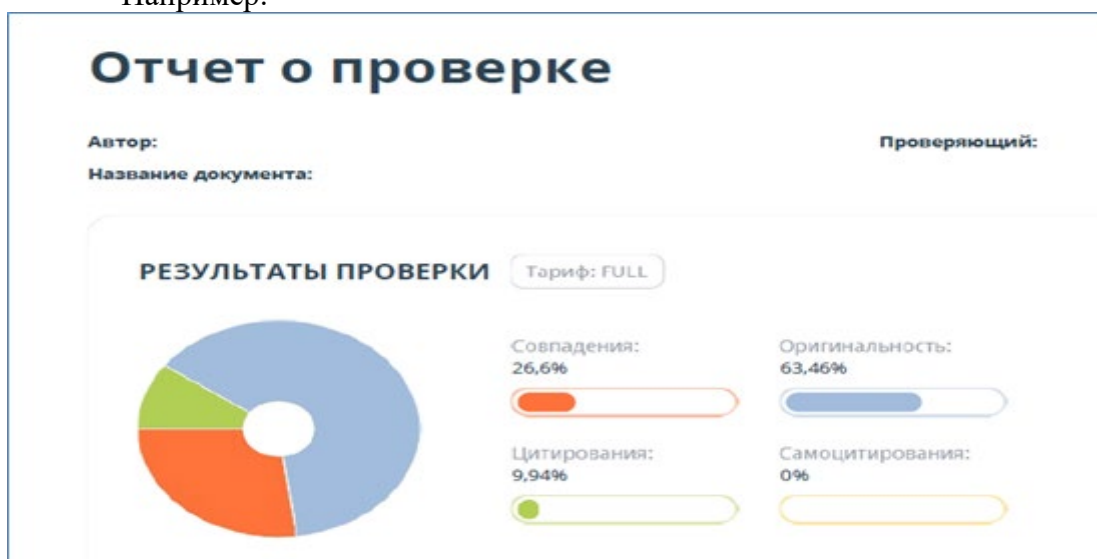 Например:
Отчет о проверке
Автор:
Проверяющий:
Название документа:
РЕЗУЛЬТАТЫ ПРОВЕРКИ
Тариф: FULL
Совпадения:
26,6%
Оригинальность:
63,46%
Цитирования:
9,94%
Самоцитирования:
0%